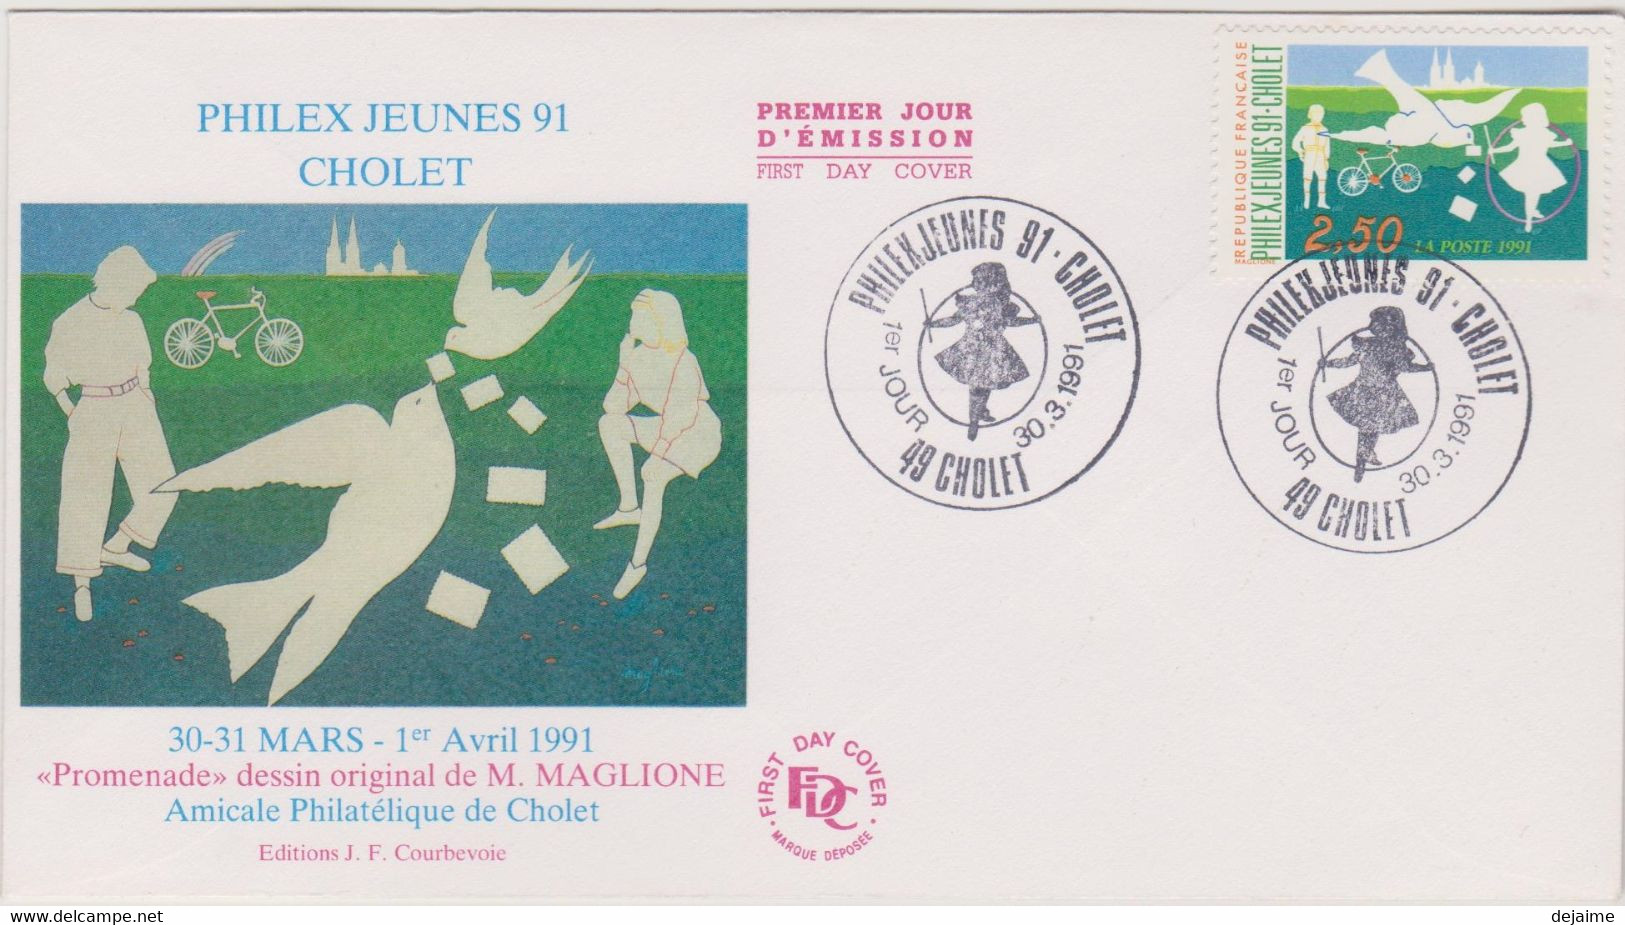 PHILEX JEUNES 91
CHOLET
PREMIER JOUR
D'ÉMISSION
FIRST DAY COVER
REPUBLIQUE FRANÇAISE
PHILEXJEUNES 91·CHOLET
MAGLIONE
2,50
LA POSTE 1991
PHILEXJEUNES 91·CHOLET
1er JOUR
30.3.1991
49 CHOLET
PHILEXJEUNES 91·CHOLET
1er JOUR
30.3.1991
49 CHOLET
maglione
30-31 MARS - 1er Avril 1991
«Promenade» dessin original de M. MAGLIONE
Amicale Philatélique de Cholet
Editions J. F. Courbevoie
FIRST DAY COVER
FDC
MARQUE DÉPOSÉE
www.delcampe.net
dejaime